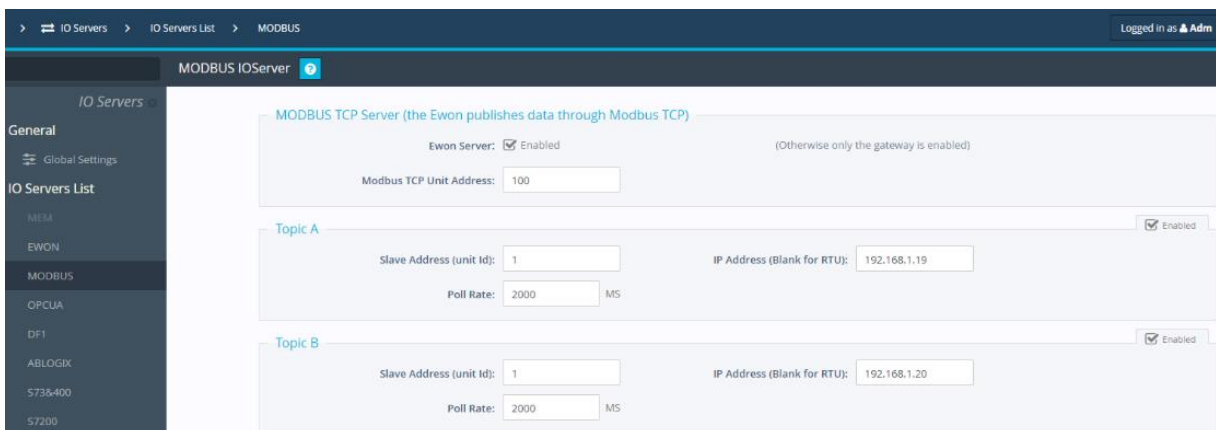 > IO Servers > IO Servers List > MODBUS Logged in as Adm
MODBUS IOServer ?
IO Servers
General
Global Settings
IO Servers List
MEM
EWON
MODBUS
OPCUA
DF1
ABLOGIX
S73&400
S7200
MODBUS TCP Server (the Ewon publishes data through Modbus TCP)
Ewon Server: Enabled (Otherwise only the gateway is enabled)
Modbus TCP Unit Address: 100
Topic A Enabled
Slave Address (unit Id): 1 IP Address (Blank for RTU): 192.168.1.19
Poll Rate: 2000 MS
Topic B Enabled
Slave Address (unit Id): 1 IP Address (Blank for RTU): 192.168.1.20
Poll Rate: 2000 MS